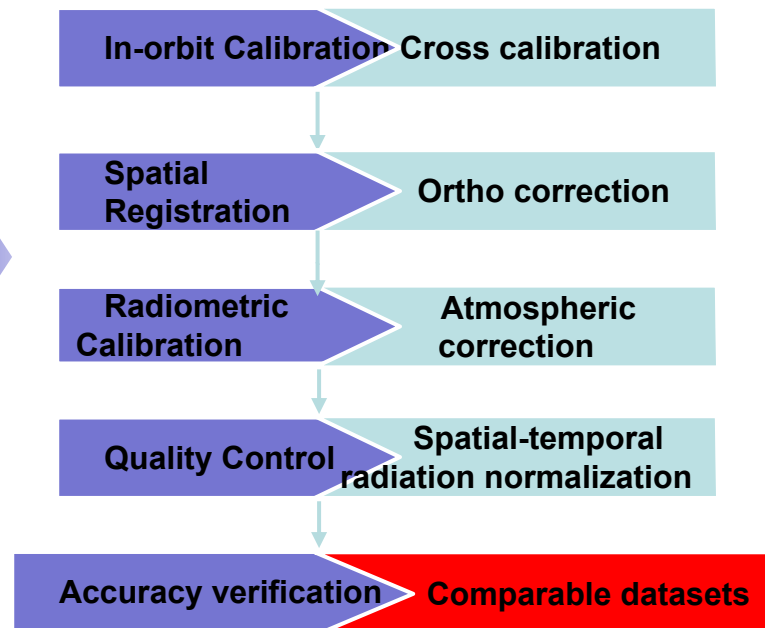 In-orbit Calibration Cross calibration
Spatial
Registration
Ortho correction
Radiometric
Calibration
Atmospheric
correction
Quality Control
Spatial-temporal
radiation normalization
Accuracy verification
Comparable datasets